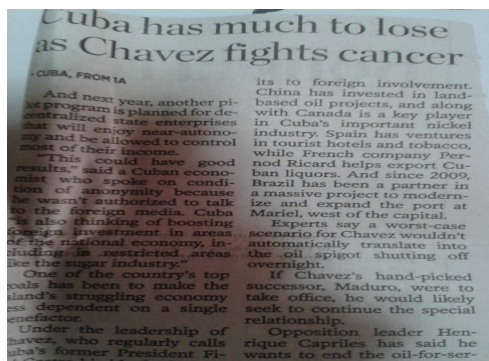 Cuba has much to lose
as Chavez fights cancer
CUBA, FROM 1A
And next year, another pi-
lot program is planned for de-
centralized state enterprises
that will enjoy near-autono-
my and be allowed to control
most of their income.
"This could have good
results," said a Cuban econo-
mist who spoke on condi-
tion of anonymity because
he wasn't authorized to talk
to the foreign media. Cuba
is also thinking of boosting
foreign investment in areas
of the national economy, in-
cluding in restricted areas
like the sugar industry."
One of the country's top
goals has been to make the
island's struggling economy
less dependent on a single
benefactor.
Under the leadership of
Chavez, who regularly calls
Cuba's former President Fi-
its to foreign involvement.
China has invested in land-
based oil projects, and along
with Canada is a key player
in Cuba's important nickel
industry. Spain has ventures
in tourist hotels and tobacco,
while French company Per-
nod Ricard helps export Cu-
ban liquors. And since 2009,
Brazil has been a partner in
a massive project to modern-
ize and expand the port at
Mariel, west of the capital.
Experts say a worst-case
scenario for Chavez wouldn't
automatically translate into
the oil spigot shutting off
overnight.
If Chavez's hand-picked
successor, Maduro, were to
take office, he would likely
seek to continue the special
relationship.
Opposition leader Hen-
rique Capriles has said he
wants to end the oil-for-ser-